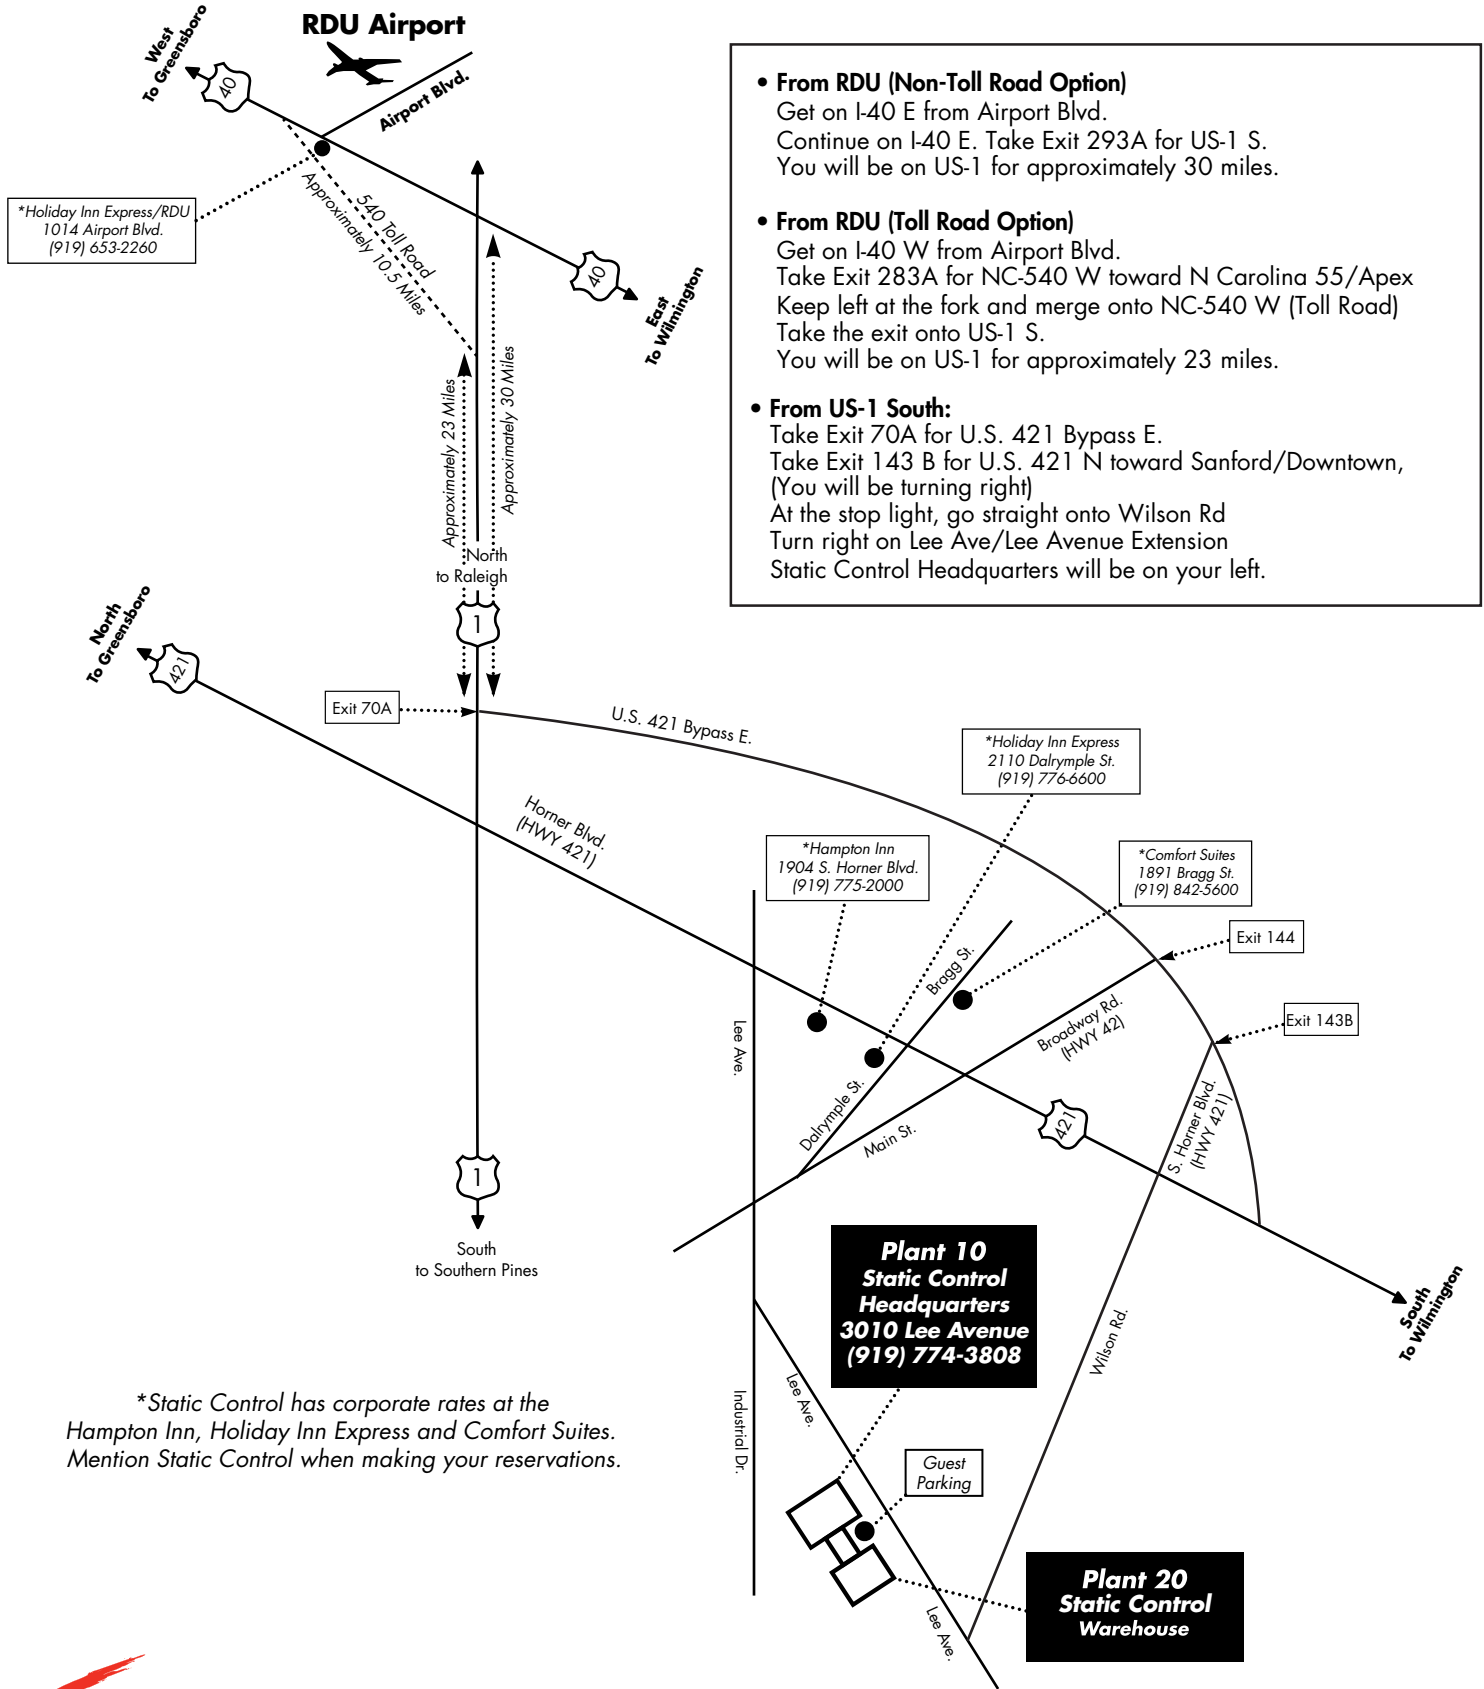 RDU Airport
West
To Greensboro
40
Airport Blvd.
*Holiday Inn Express/RDU
1014 Airport Blvd.
(919) 653-2260
540 Toll Road
Approximately 10.5 Miles
40
East
To Wilmington
Approximately 23 Miles
Approximately 30 Miles
• From RDU (Non-Toll Road Option)
Get on I-40 E from Airport Blvd.
Continue on I-40 E. Take Exit 293A for US-1 S.
You will be on US-1 for approximately 30 miles.
• From RDU (Toll Road Option)
Get on I-40 W from Airport Blvd.
Take Exit 283A for NC-540 W toward N Carolina 55/Apex
Keep left at the fork and merge onto NC-540 W (Toll Road)
Take the exit onto US-1 S.
You will be on US-1 for approximately 23 miles.
• From US-1 South:
Take Exit 70A for U.S. 421 Bypass E.
Take Exit 143 B for U.S. 421 N toward Sanford/Downtown,
(You will be turning right)
At the stop light, go straight onto Wilson Rd
Turn right on Lee Ave/Lee Avenue Extension
Static Control Headquarters will be on your left.
North
to Raleigh
1
North
To Greensboro
421
Exit 70A
U.S. 421 Bypass E.
Horner Blvd.
(HWY 421)
*Holiday Inn Express
2110 Dalrymple St.
(919) 776-6600
*Hampton Inn
1904 S. Horner Blvd.
(919) 775-2000
*Comfort Suites
1891 Bragg St.
(919) 842-5600
Exit 144
Exit 143B
Bragg St.
Broadway Rd.
(HWY 42)
Lee Ave.
Dalrymple St.
Main St.
421
S. Horner Blvd.
(HWY 421)
1
South
to Southern Pines
Plant 10
Static Control
Headquarters
3010 Lee Avenue
(919) 774-3808
South
To Wilmington
Wilson Rd.
Lee Ave.
Industrial Dr.
*Static Control has corporate rates at the
Hampton Inn, Holiday Inn Express and Comfort Suites.
Mention Static Control when making your reservations.
Guest
Parking
Plant 20
Static Control
Warehouse
Lee Ave.